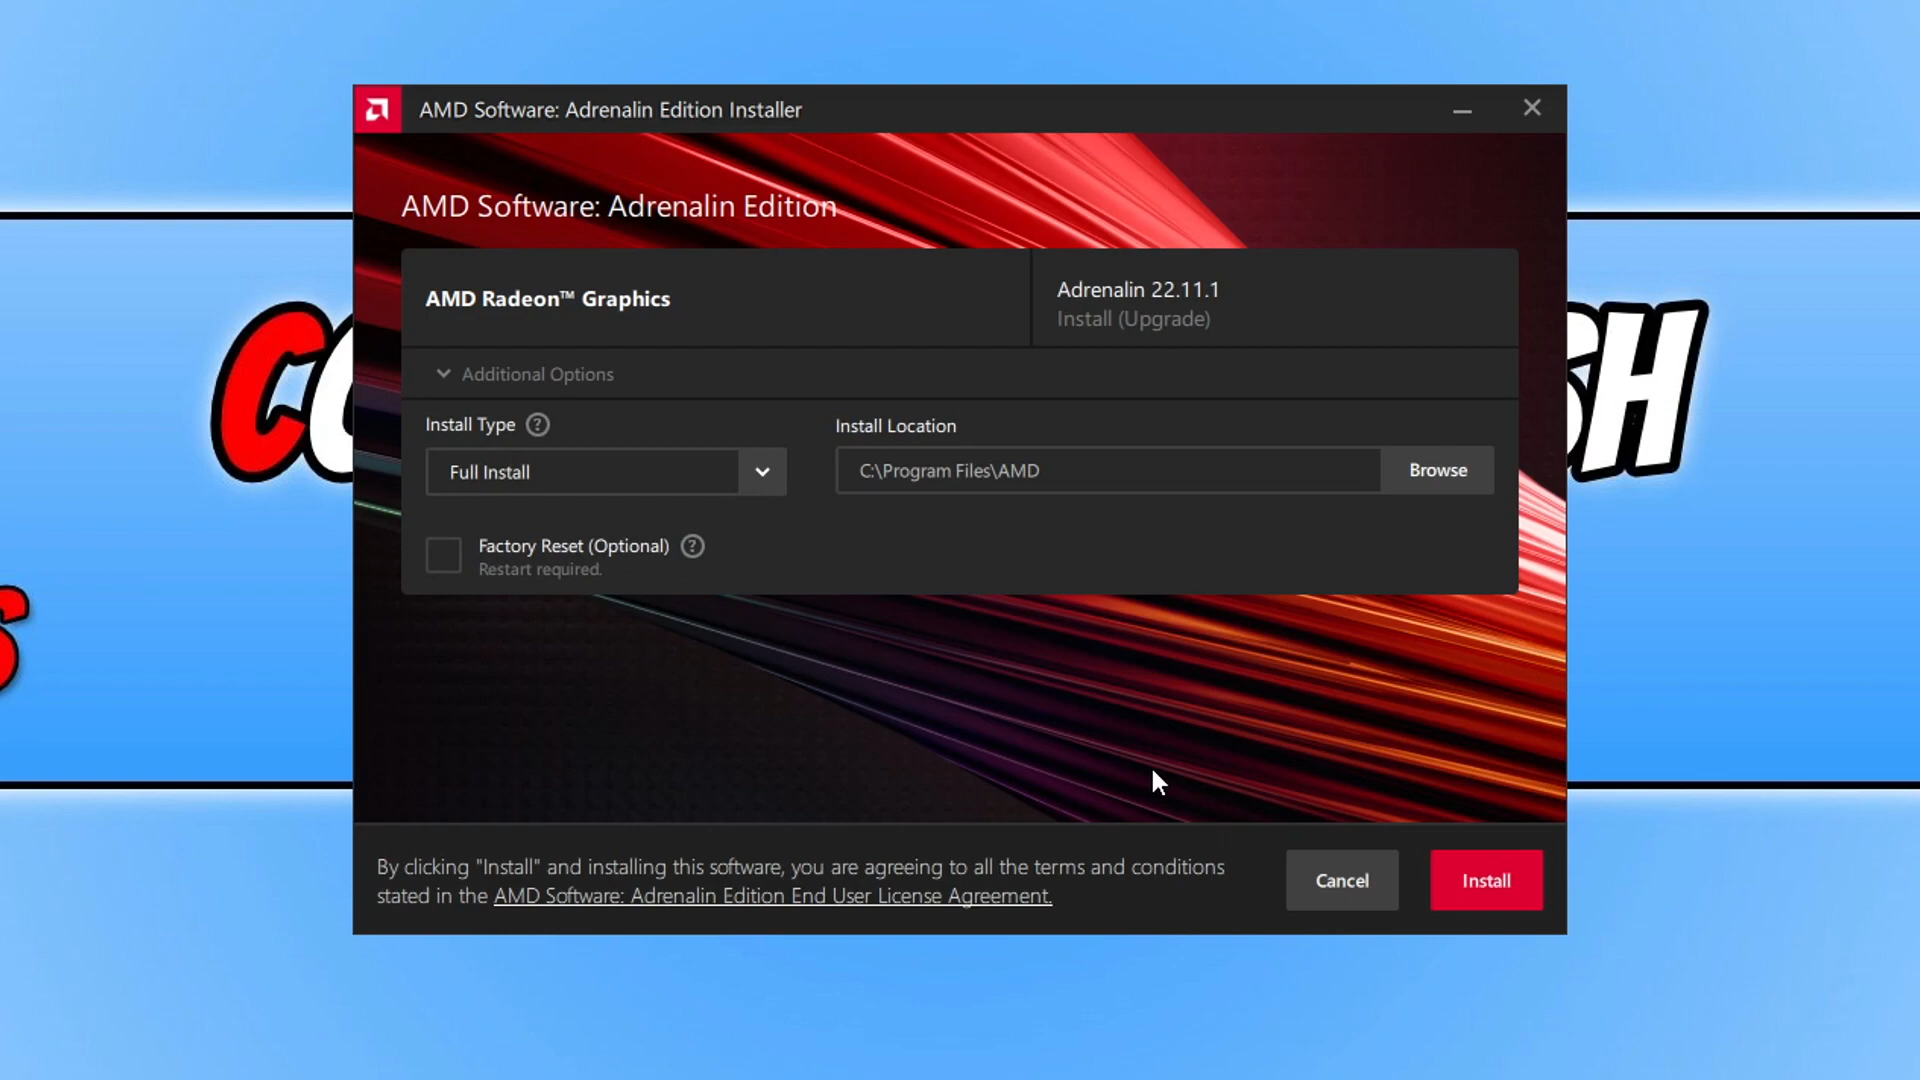 AMD Software: Adrenalin Edition Installer
AMD Software: Adrenalin Edition
AMD Radeon™ Graphics
Adrenalin 22.11.1
Install (Upgrade)
Additional Options
Install Type ?
Install Location
Full Install
C:\Program Files\AMD
Browse
Factory Reset (Optional) ?
Restart required.
By clicking "Install" and installing this software, you are agreeing to all the terms and conditions
stated in the AMD Software: Adrenalin Edition End User License Agreement.
Cancel
Install